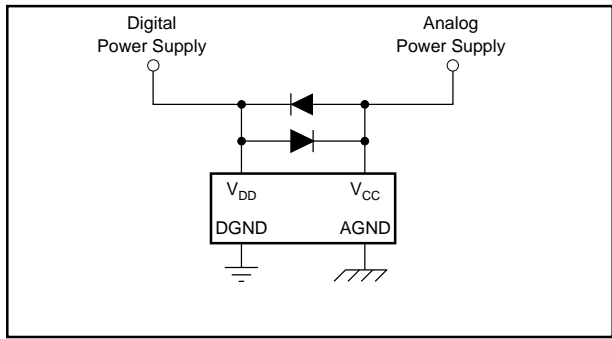 Digital
Power Supply
Analog
Power Supply
VDD
VCC
DGND
AGND